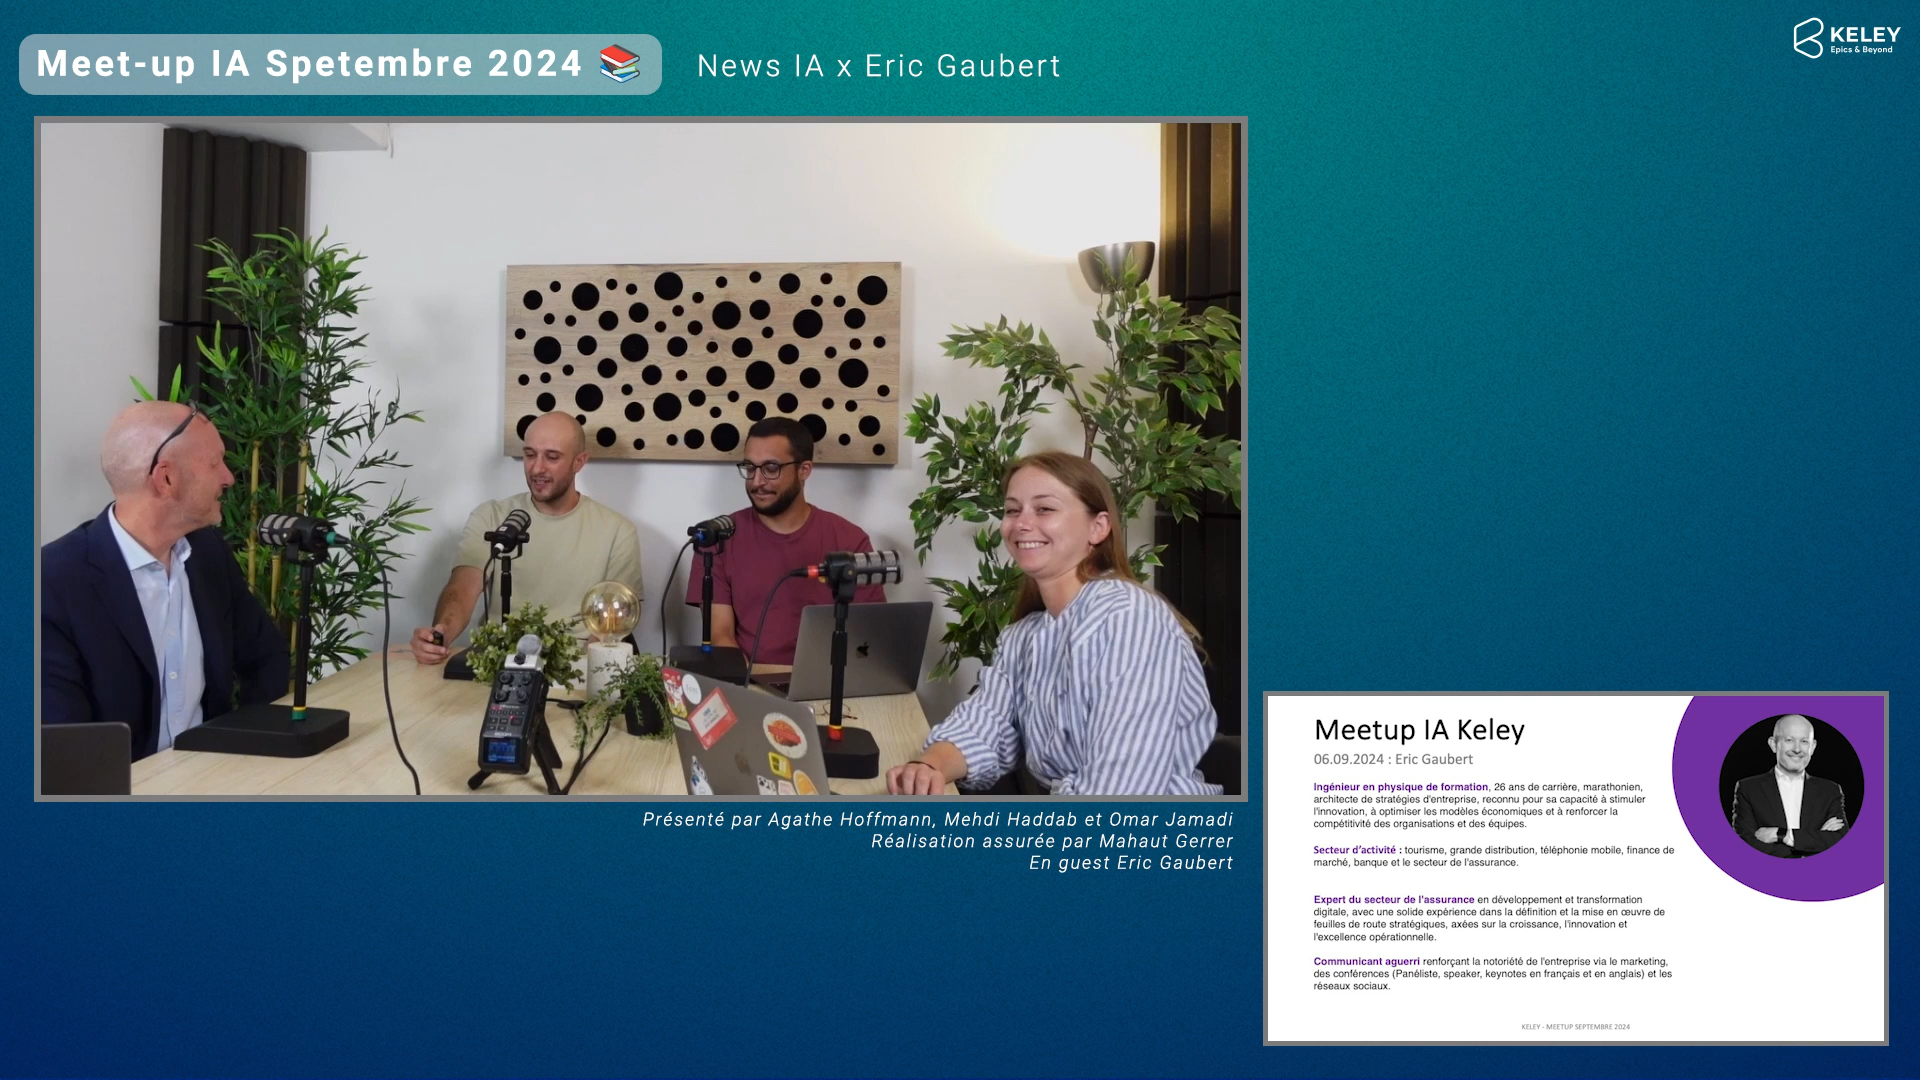 Meet-up IA Spetembre 2024 📚
News IA x Eric Gaubert
KELEY
Epics & Beyond
Présenté par Agathe Hoffmann, Mehdi Haddab et Omar Jamadi
Réalisation assurée par Mahaut Gerrer
En guest Eric Gaubert
Meetup IA Keley
06.09.2024 : Eric Gaubert
Ingénieur en physique de formation, 26 ans de carrière, marathonien,
architecte de stratégies d'entreprise, reconnu pour sa capacité à stimuler
l'innovation, à optimiser les modèles économiques et à renforcer la
compétitivité des organisations et des équipes.
Secteur d'activité : tourisme, grande distribution, téléphonie mobile, finance de
marché, banque et le secteur de l'assurance.
Expert du secteur de l'assurance en développement et transformation
digitale, avec une solide expérience dans la définition et la mise en œuvre de
feuilles de route stratégiques, axées sur la croissance, l'innovation et
l'excellence opérationnelle.
Communicant aguerri renforçant la notoriété de l'entreprise via le marketing,
des conférences (Panéliste, speaker, keynotes en français et en anglais) et les
réseaux sociaux.
KELEY - MEETUP SEPTEMBRE 2024